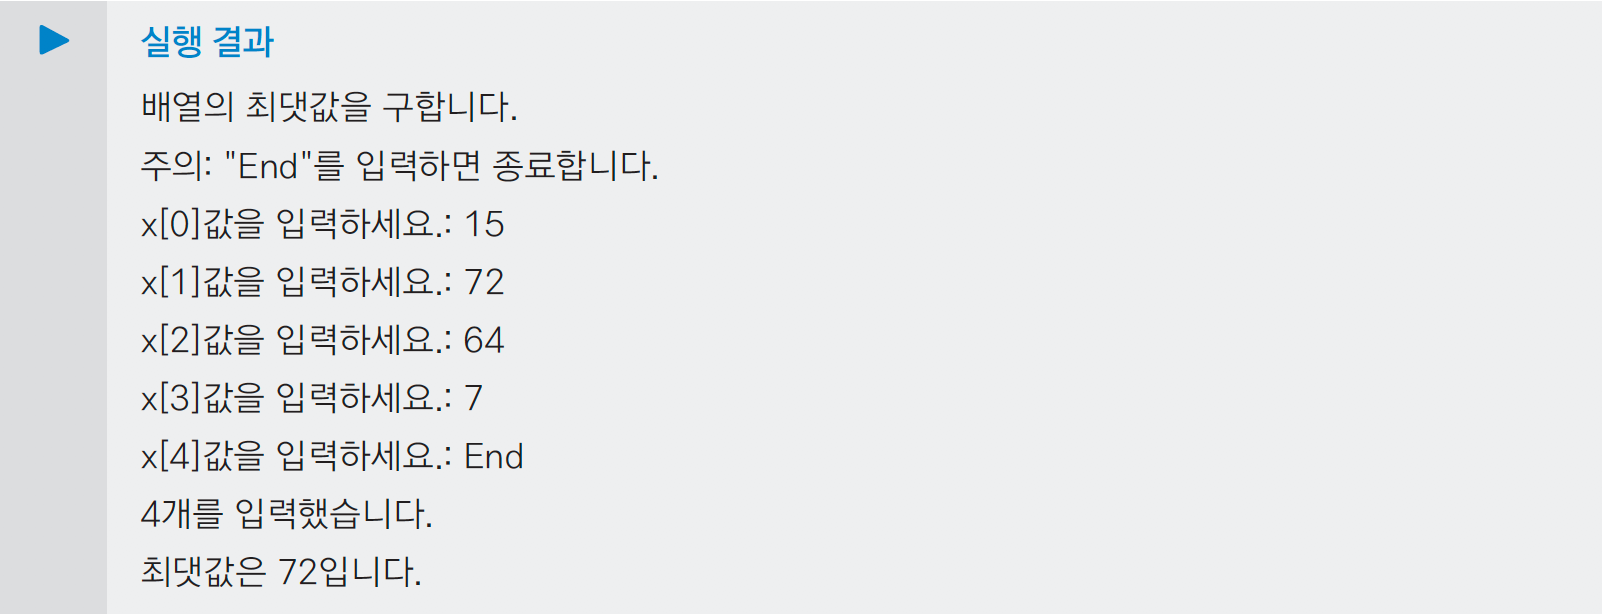 실행 결과
배열의 최댓값을 구합니다.
주의: "End"를 입력하면 종료합니다.
x[0]값을 입력하세요.: 15
x[1]값을 입력하세요.: 72
x[2]값을 입력하세요.: 64
x[3]값을 입력하세요.: 7
x[4]값을 입력하세요.: End
4개를 입력했습니다.
최댓값은 72입니다.